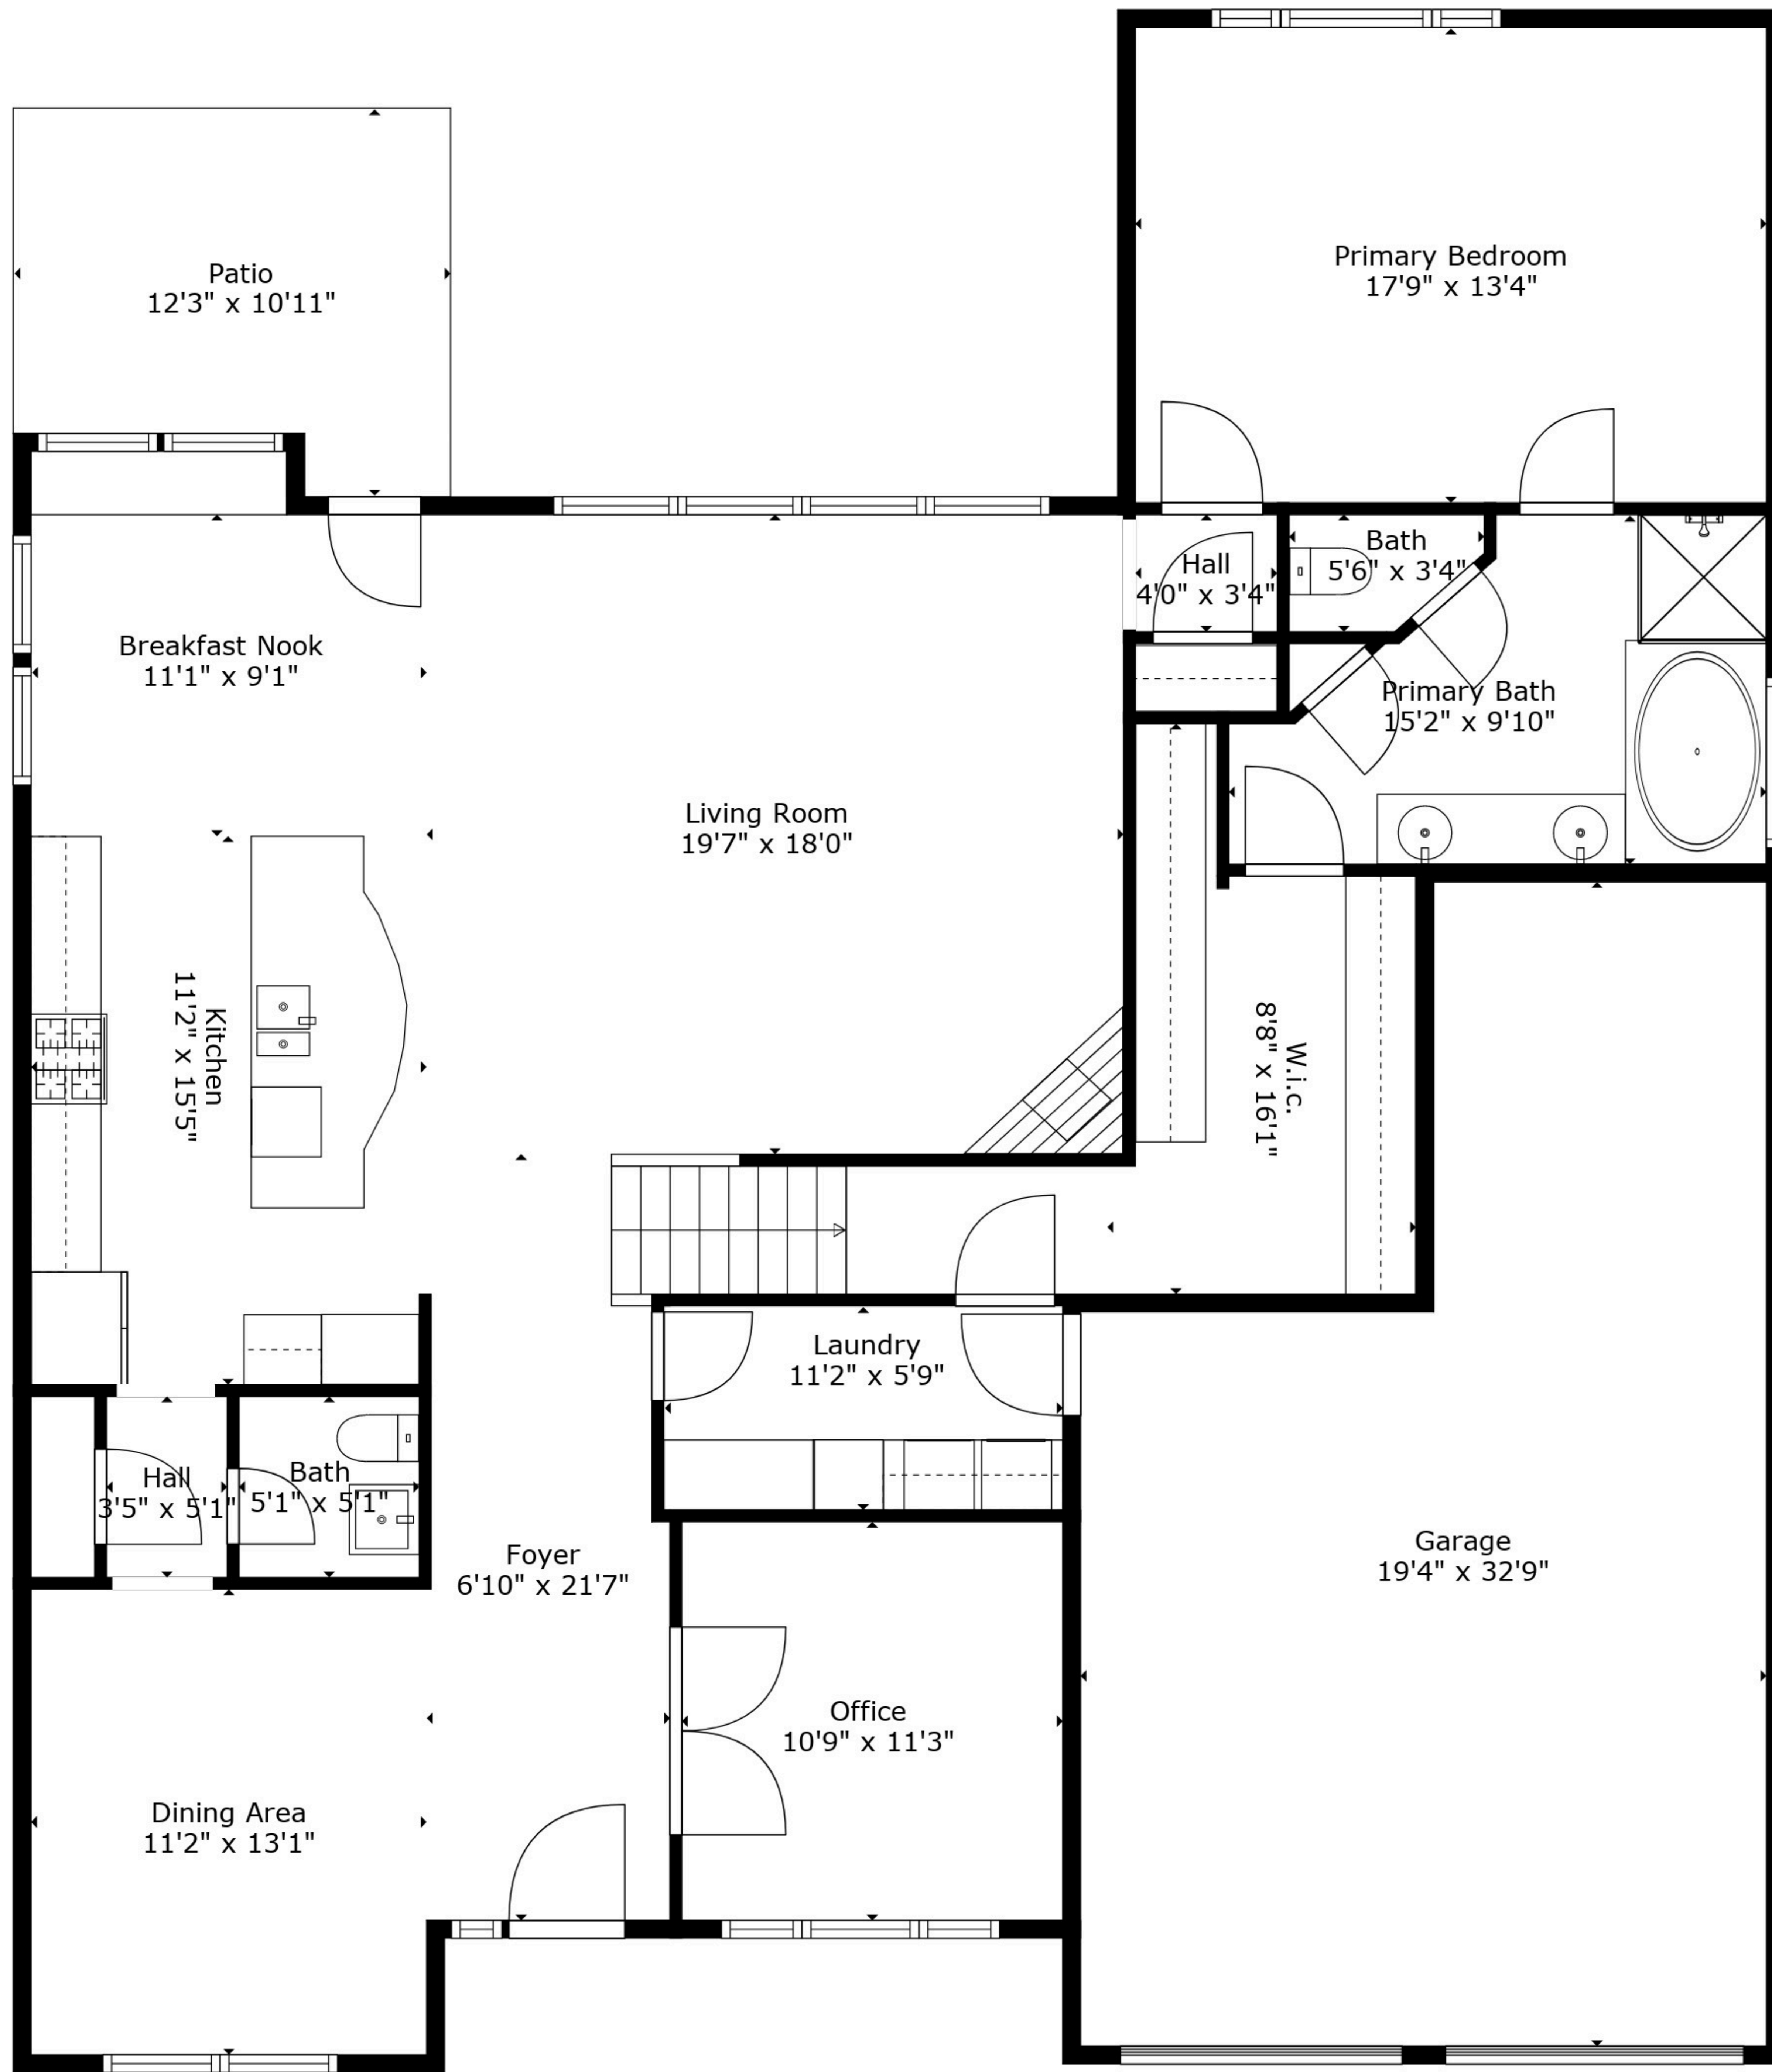 Patio
12'3" x 10'11"
Primary Bedroom
17'9" x 13'4"
Hall
4'0" x 3'4"
Bath
5'6" x 3'4"
Breakfast Nook
11'1" x 9'1"
Primary Bath
15'2" x 9'10"
Living Room
19'7" x 18'0"
Kitchen
11'2" x 15'5"
W.i.c.
8'8" x 16'1"
Laundry
11'2" x 5'9"
Hall
3'5" x 5'1"
Bath
5'1" x 5'1"
Foyer
6'10" x 21'7"
Garage
19'4" x 32'9"
Office
10'9" x 11'3"
Dining Area
11'2" x 13'1"